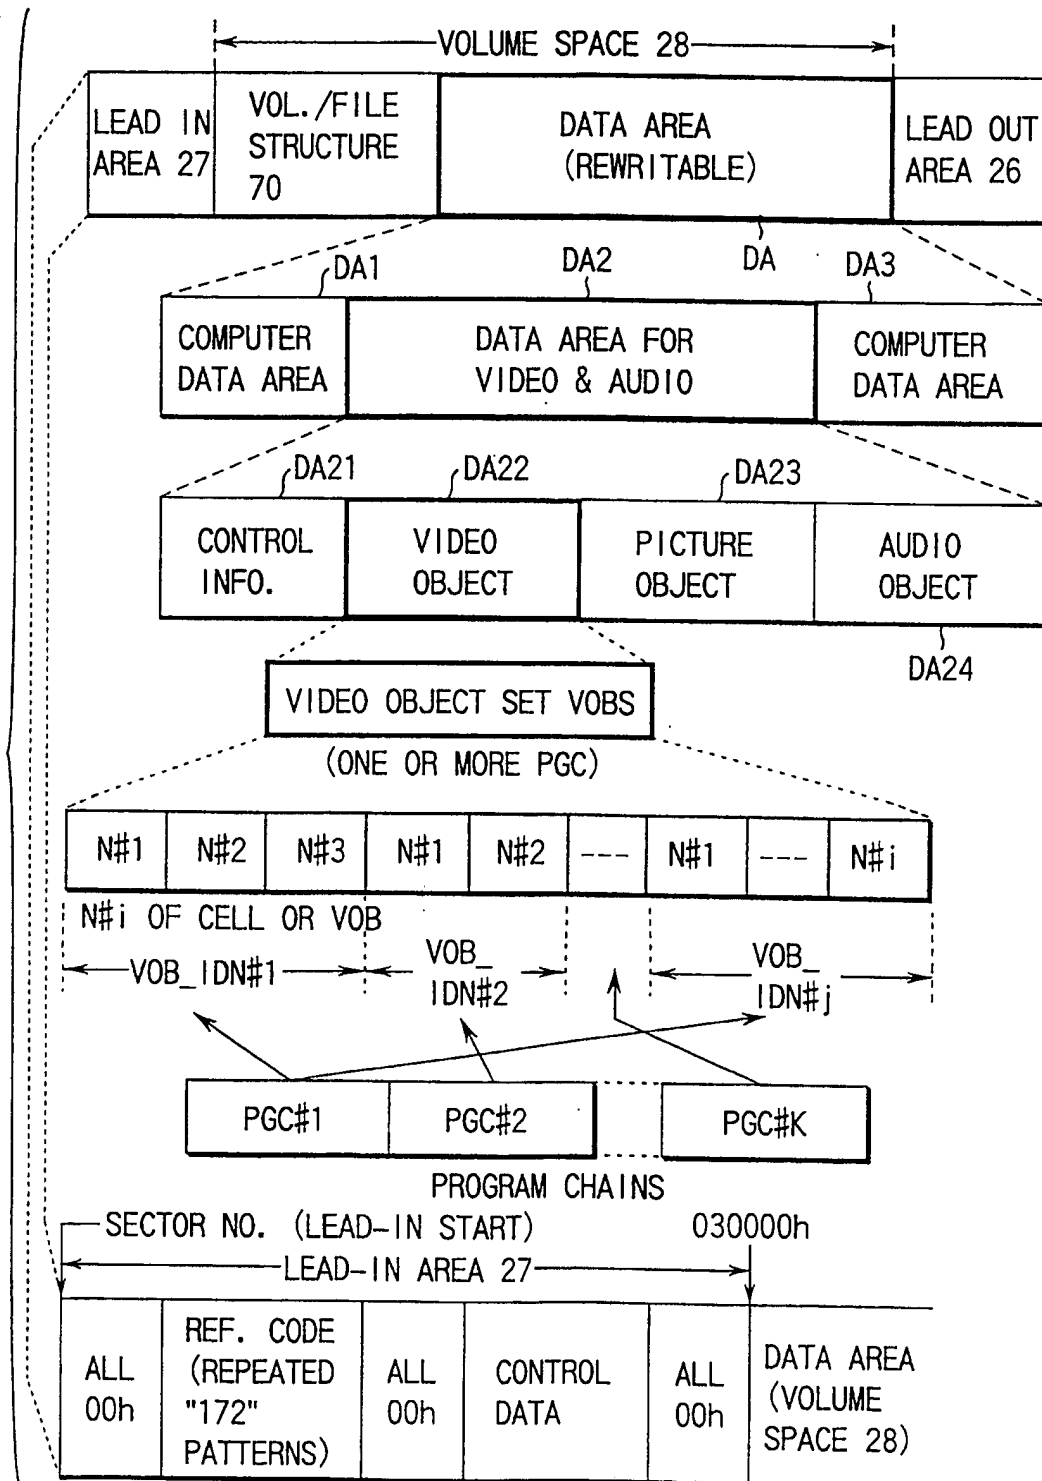 VOLUME SPACE 28
LEAD IN
AREA 27
VOL./FILE
STRUCTURE
70
DATA AREA
(REWRITABLE)
LEAD OUT
AREA 26
DA1
DA2
DA
DA3
COMPUTER
DATA AREA
DATA AREA FOR
VIDEO & AUDIO
COMPUTER
DATA AREA
DA21
DA22
DA23
CONTROL
INFO.
VIDEO
OBJECT
PICTURE
OBJECT
AUDIO
OBJECT
DA24
VIDEO OBJECT SET VOBS
(ONE OR MORE PGC)
N#1 N#2 N#3 N#1 N#2 --- N#1 --- N#i
N#i OF CELL OR VOB
VOB_IDN#1
VOB_
IDN#2
VOB_
IDN#j
PGC#1 PGC#2 PGC#K
PROGRAM CHAINS
SECTOR NO. (LEAD-IN START)
030000h
LEAD-IN AREA 27
ALL
00h
REF. CODE
(REPEATED
"172"
PATTERNS)
ALL
00h
CONTROL
DATA
ALL
00h
DATA AREA
(VOLUME
SPACE 28)